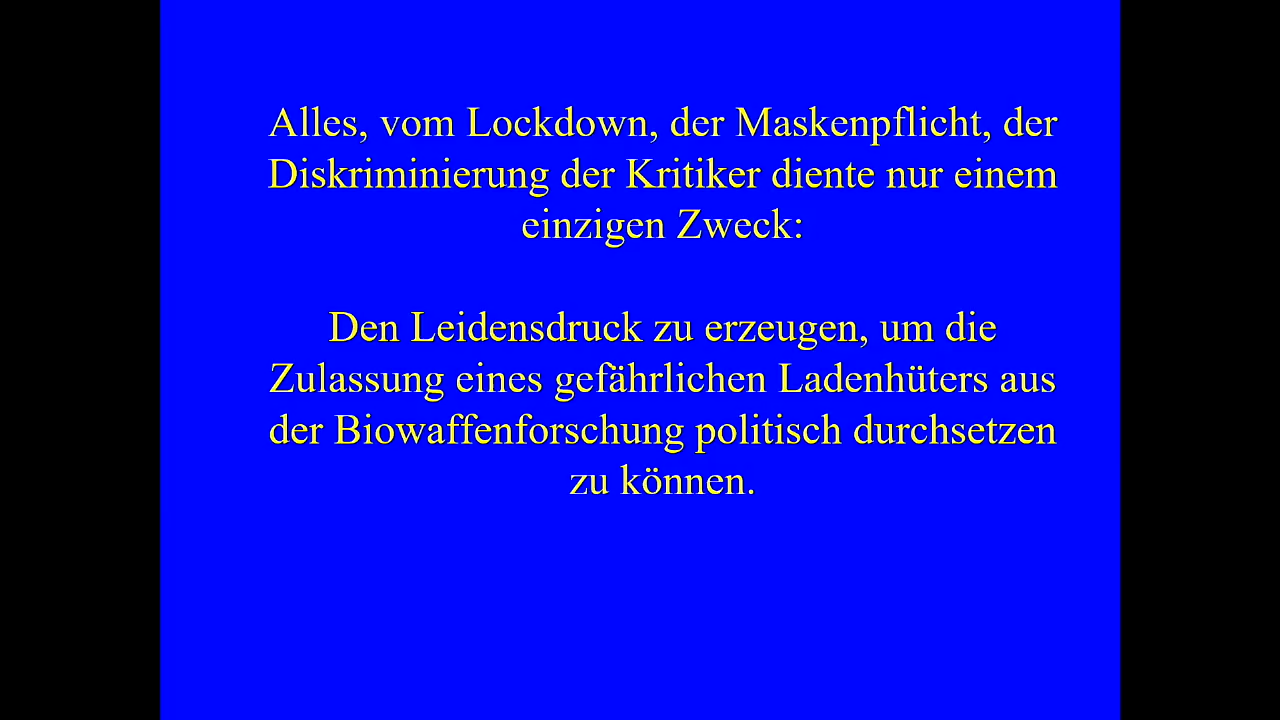 Alles, vom Lockdown, der Maskenpflicht, der
Diskriminierung der Kritiker diente nur einem
einzigen Zweck:
Den Leidensdruck zu erzeugen, um die
Zulassung eines gefährlichen Ladenhüters aus
der Biowaffenforschung politisch durchsetzen
zu können.